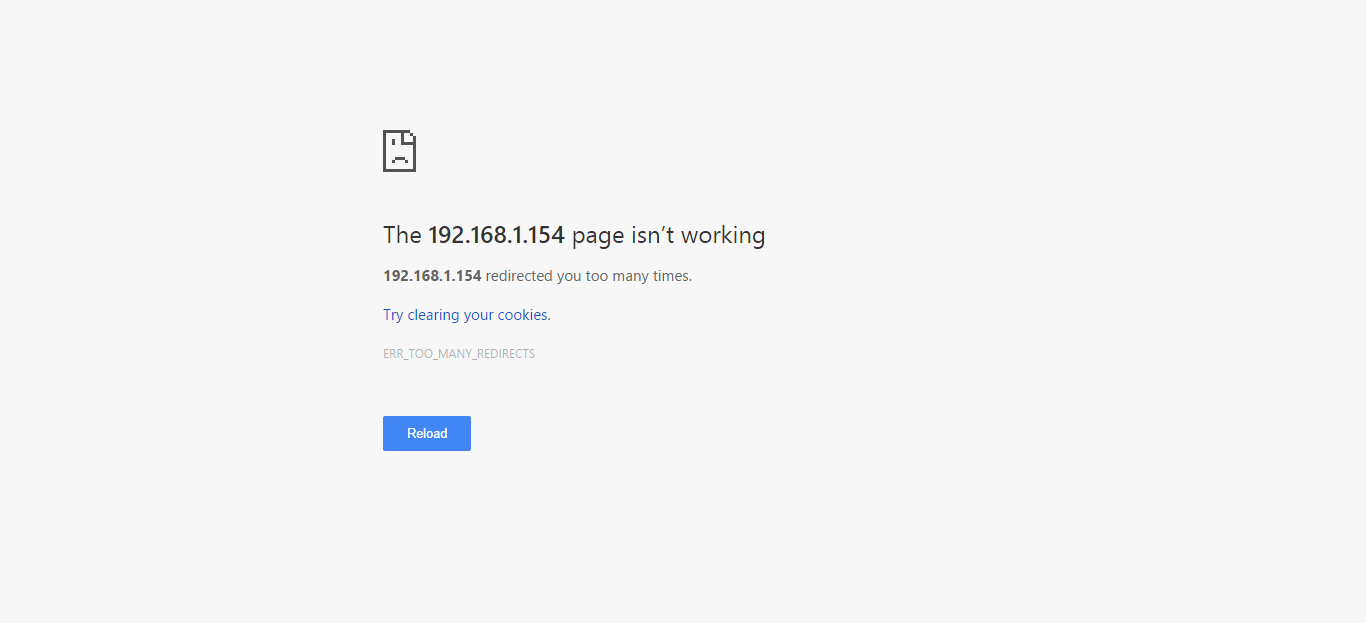 The 192.168.1.154 page isn’t working
192.168.1.154 redirected you too many times.
Try clearing your cookies.
ERR_TOO_MANY_REDIRECTS
Reload